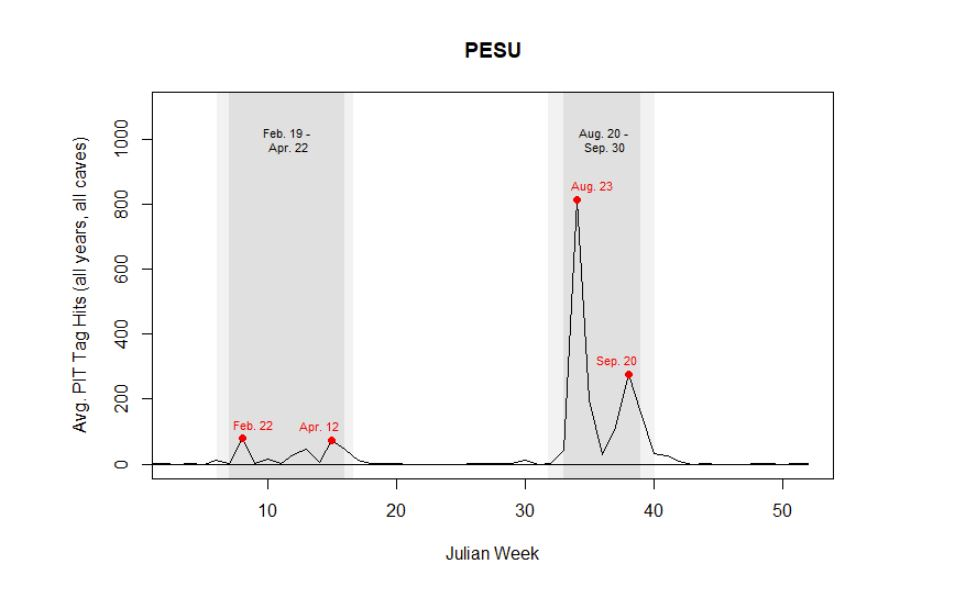 PESU
Avg. PIT Tag Hits (all years, all caves)
1000
800
600
400
200
0
Feb. 19 -
Apr. 22
Aug. 20 -
Sep. 30
Aug. 23
Sep. 20
Feb. 22
Apr. 12
10
20
30
40
50
Julian Week